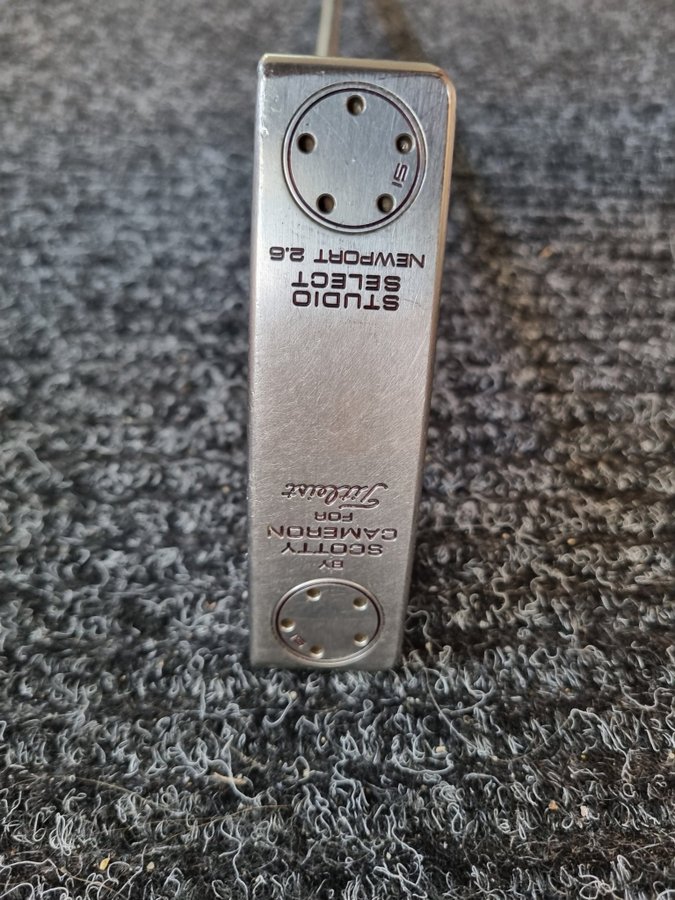 BY
SCOTTY
CAMERON
FOR
Titleist
STUDIO
SELECT
NEWPORT 2.6